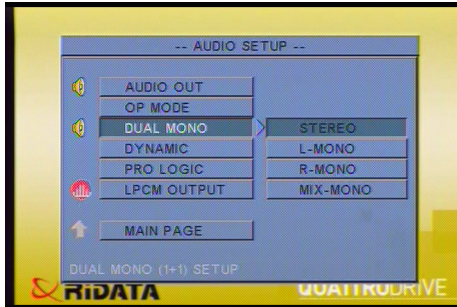 -- AUDIO SETUP --
AUDIO OUT
OP MODE
DUAL MONO
STEREO
DYNAMIC
L-MONO
PRO LOGIC
R-MONO
LPCM OUTPUT
MIX-MONO
MAIN PAGE
DUAL MONO (1+1) SETUP
RiDATA
QUATTRODRIVE